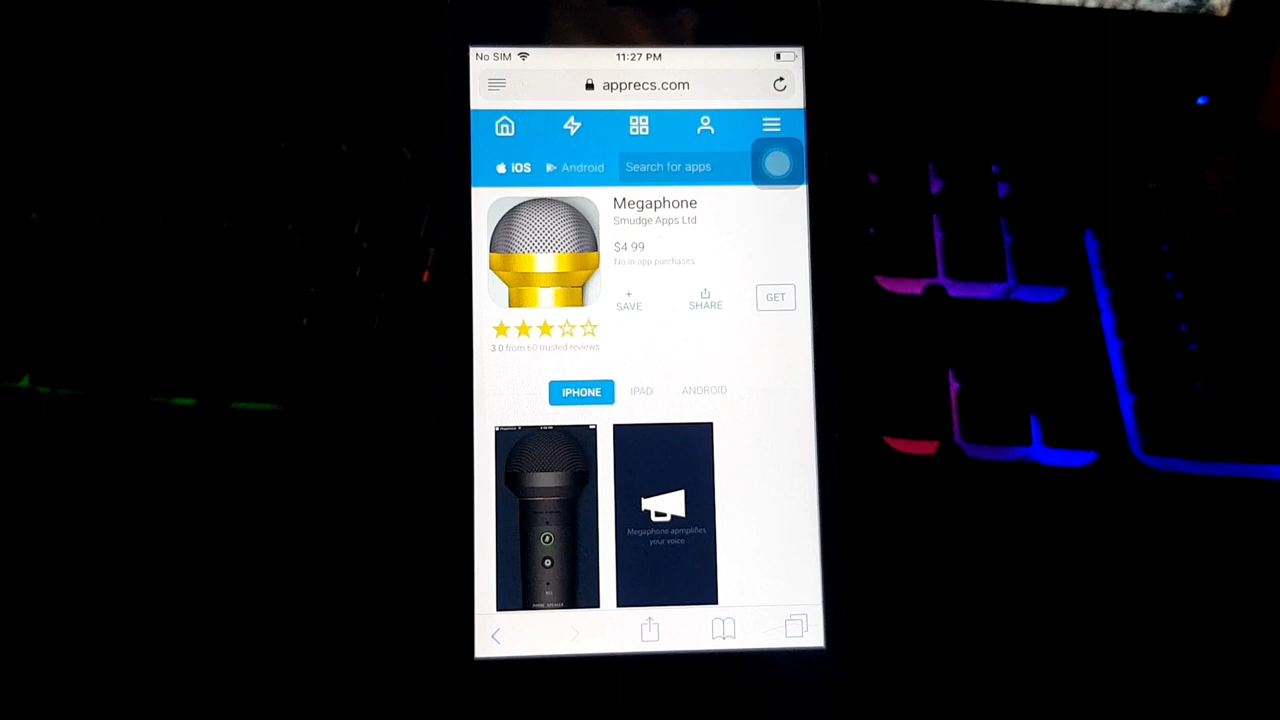 No SIM 11:27 PM
apprecs.com
iOS Android Search for apps
Megaphone
Smudge Apps Ltd
$4.99
No in-app purchases
+ SAVE SHARE GET
3.0 from 60 trusted reviews
IPHONE IPAD ANDROID
Megaphone apmplifies
your voice